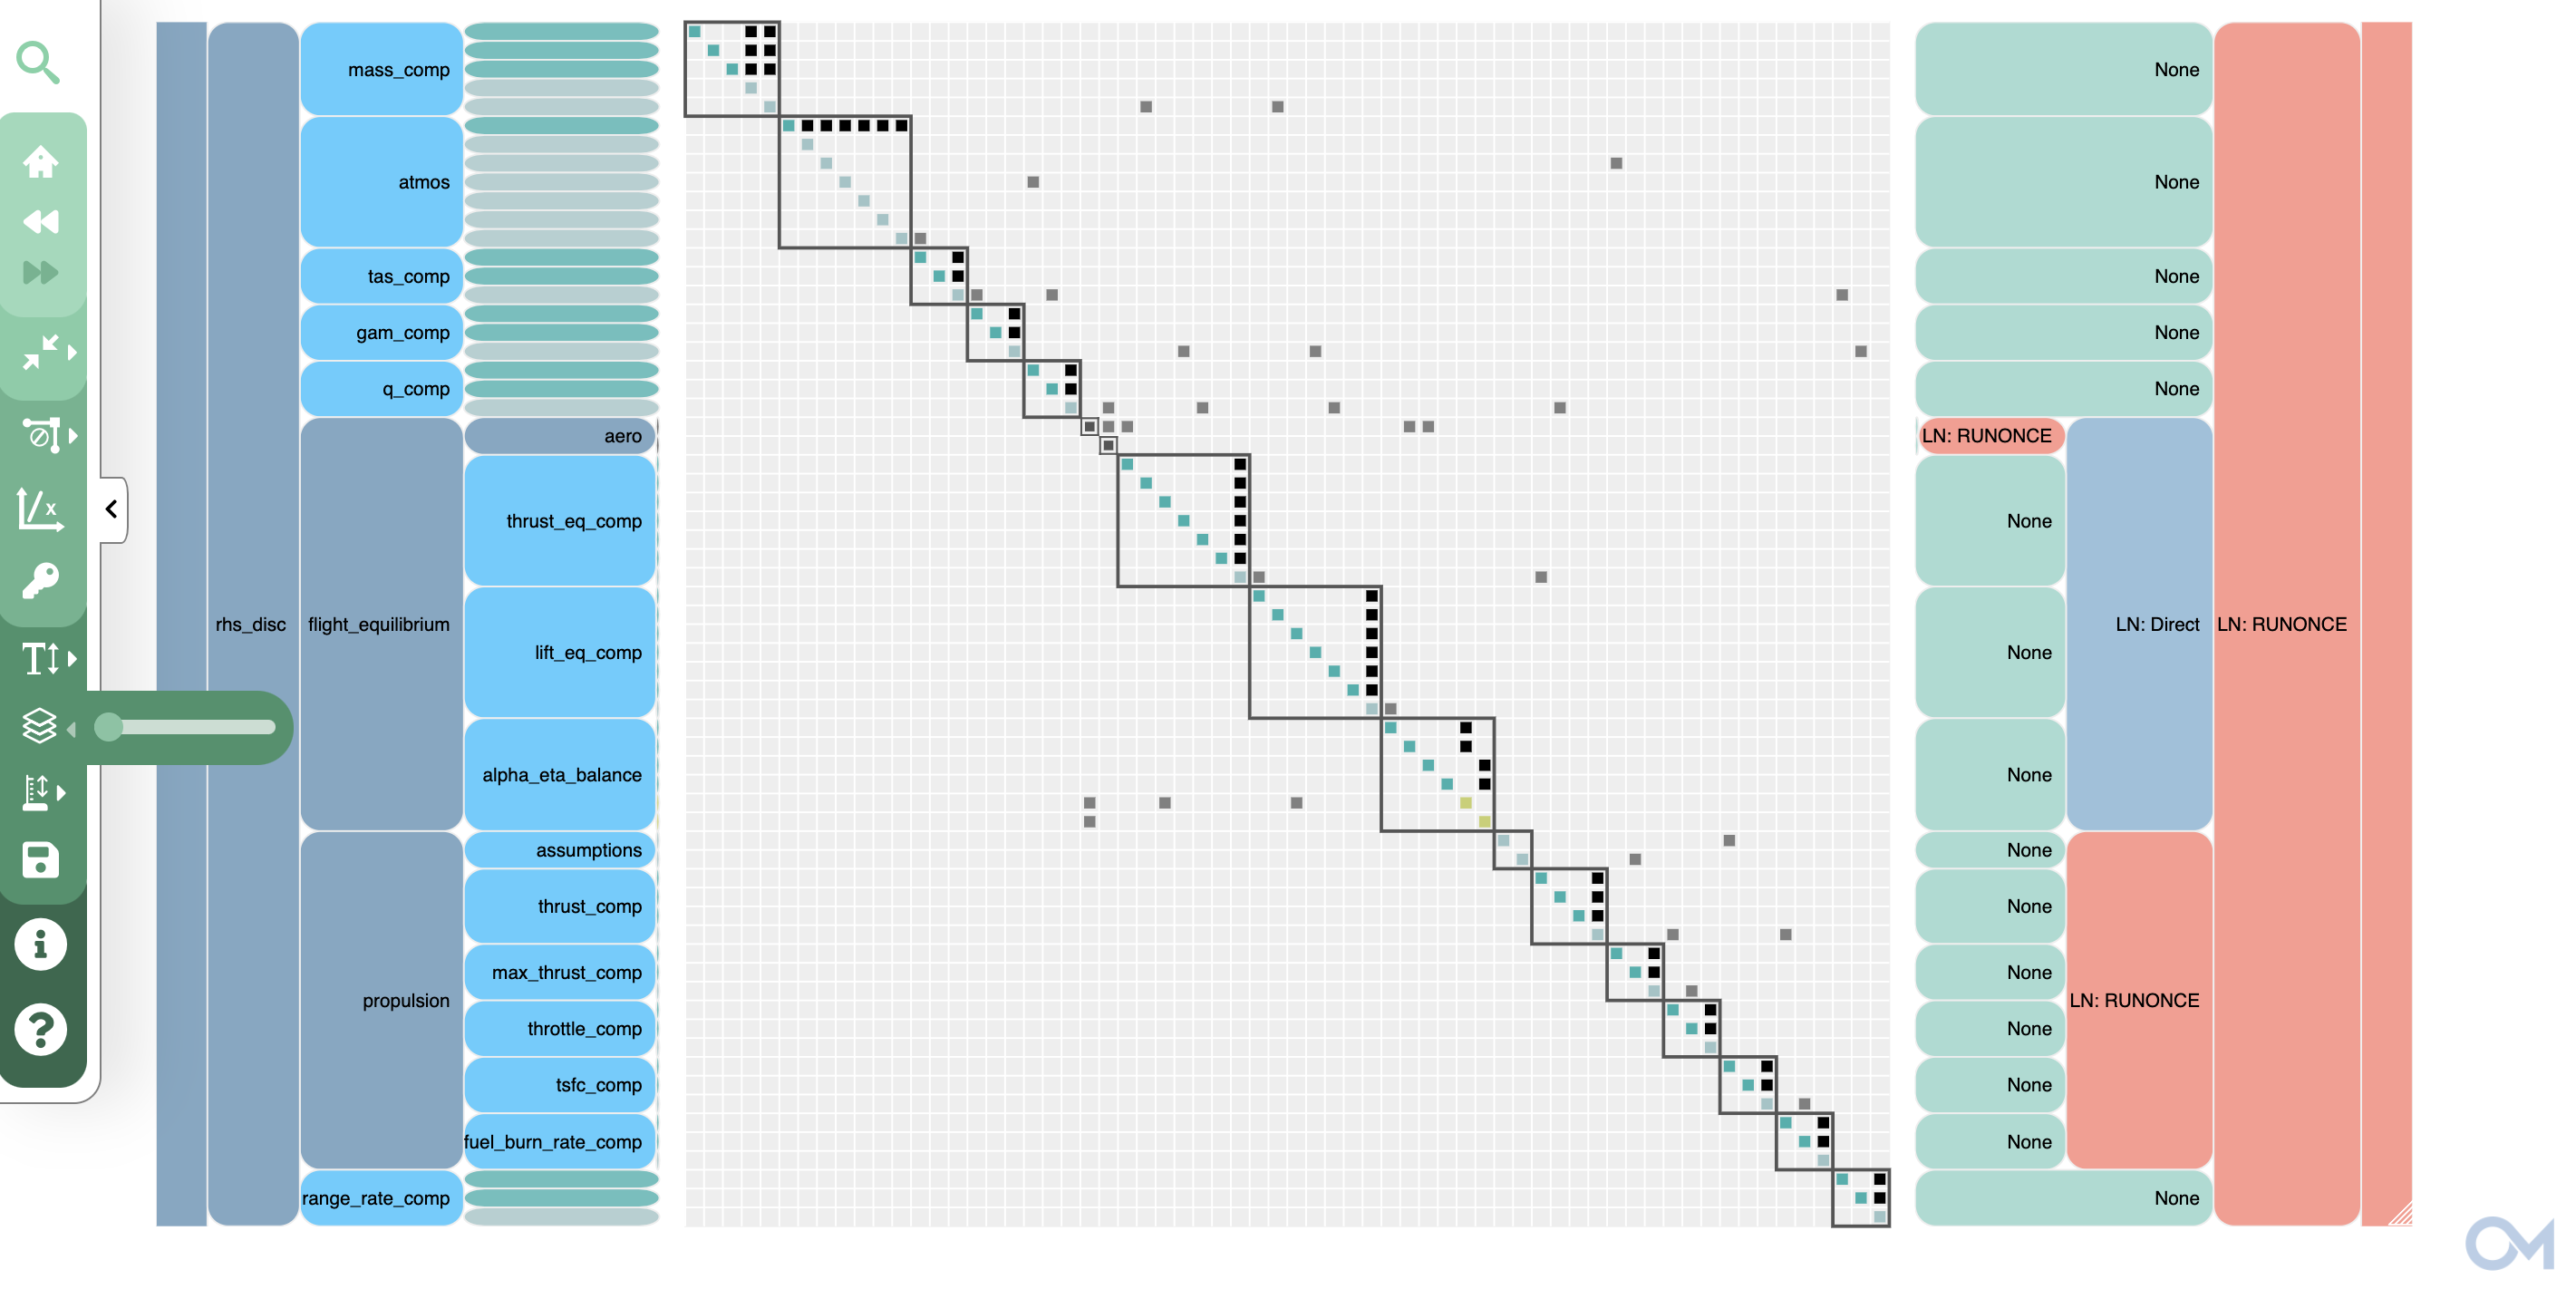 mass_comp
atmos
tas_comp
gam_comp
q_comp
aero
thrust_eq_comp
rhs_disc
flight_equilibrium
lift_eq_comp
alpha_eta_balance
assumptions
thrust_comp
max_thrust_comp
propulsion
throttle_comp
tsfc_comp
fuel_burn_rate_comp
range_rate_comp
None
None
None
None
None
LN: RUNONCE
None
None
LN: Direct
LN: RUNONCE
None
None
None
None
LN: RUNONCE
None
None
None
None
x
T
i
?
OM